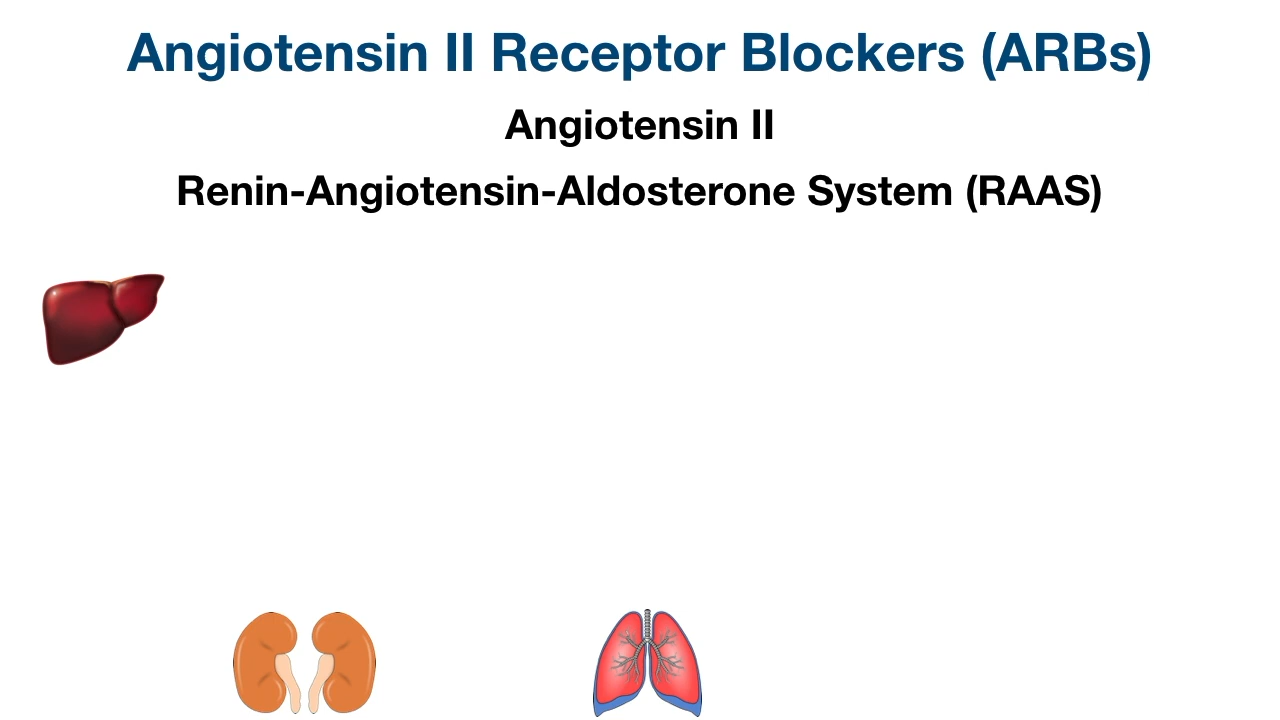 Angiotensin II Receptor Blockers (ARBs)
Angiotensin II
Renin-Angiotensin-Aldosterone System (RAAS)